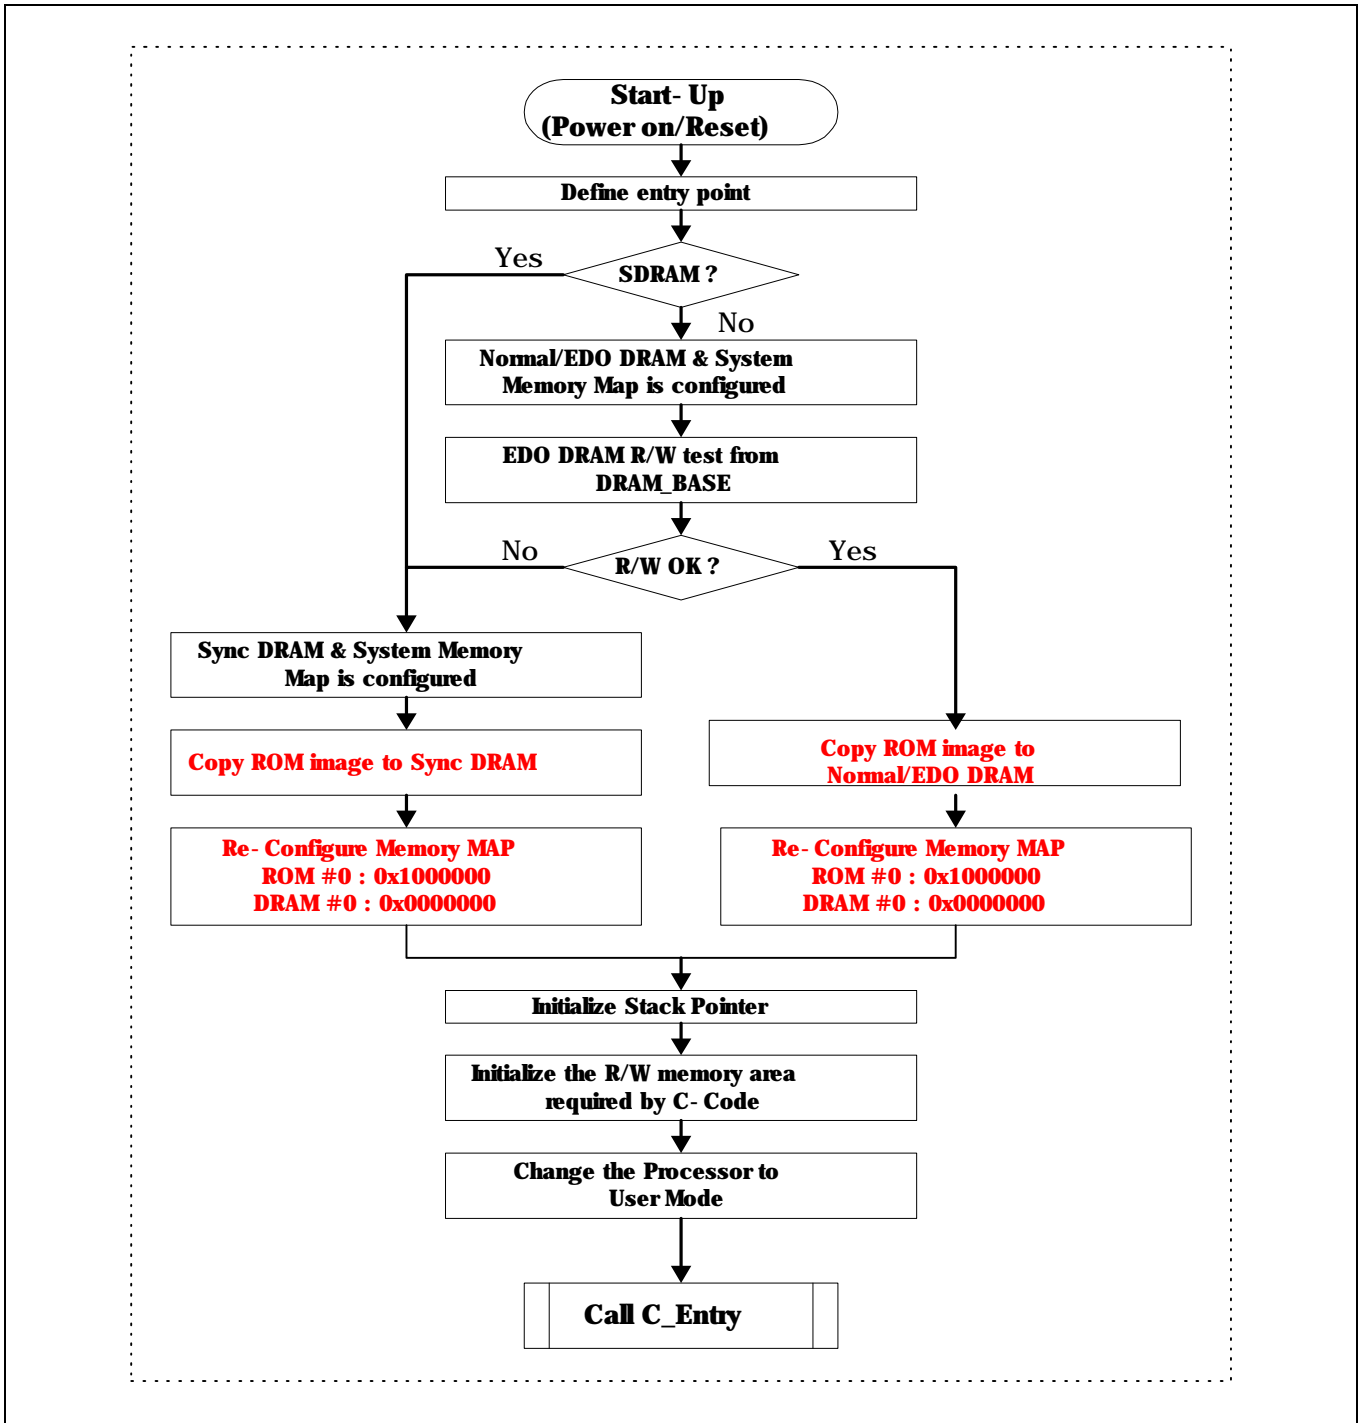 Start- Up
(Power on/Reset)
Define entry point
Yes
SDRAM ?
No
Normal/EDO DRAM & System
Memory Map is configured
EDO DRAM R/W test from
DRAM_BASE
No
R/W OK ?
Yes
Sync DRAM & System Memory
Map is configured
Copy ROM image to Sync DRAM
Copy ROM image to
Normal/EDO DRAM
Re- Configure Memory MAP
ROM #0 : 0x1000000
DRAM #0 : 0x0000000
Re- Configure Memory MAP
ROM #0 : 0x1000000
DRAM #0 : 0x0000000
Initialize Stack Pointer
Initialize the R/W memory area
required by C- Code
Change the Processor to
User Mode
Call C_Entry